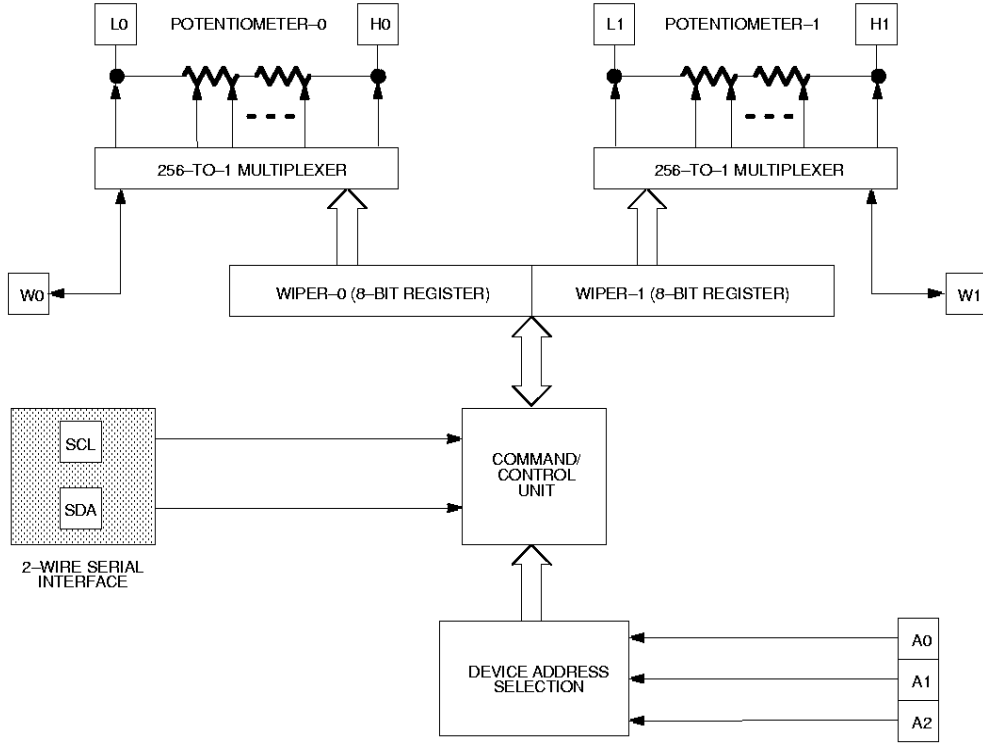 L0
POTENTIOMETER–0
H0
L1
POTENTIOMETER–1
H1
256–TO–1 MULTIPLEXER
256–TO–1 MULTIPLEXER
W0
WIPER–0 (8–BIT REGISTER)
WIPER–1 (8–BIT REGISTER)
W1
SCL
SDA
2–WIRE SERIAL
INTERFACE
COMMAND/
CONTROL
UNIT
DEVICE ADDRESS
SELECTION
A0
A1
A2